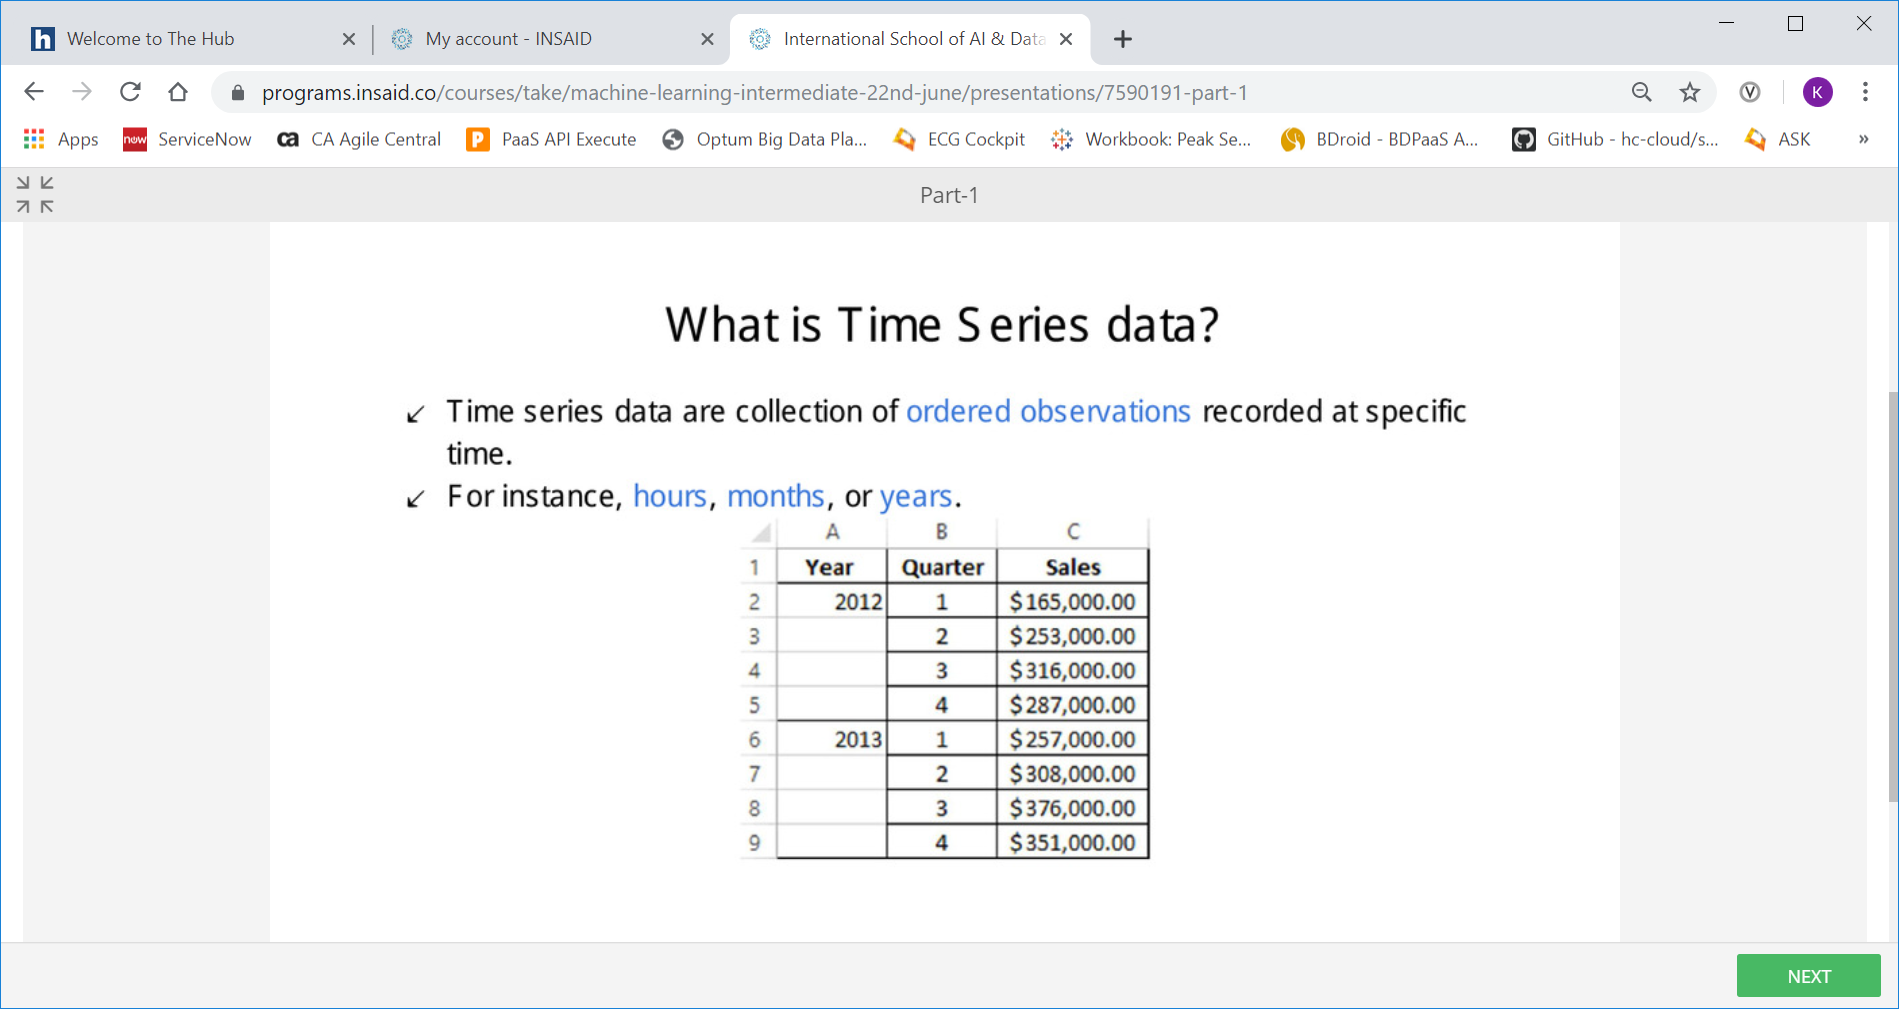 Welcome to The Hub
My account - INSAID
International School of AI & Data
programs.insaid.co/courses/take/machine-learning-intermediate-22nd-june/presentations/7590191-part-1
K
Apps now ServiceNow ca CA Agile Central P PaaS API Execute Optum Big Data Pla... ECG Cockpit Workbook: Peak Se... BDroid - BDPaaS A... GitHub - hc-cloud/s... ASK »
Part-1
What is Time Series data?
Time series data are collection of ordered observations recorded at specific
time.
For instance, hours, months, or years.
A B C
1 Year Quarter Sales
2 2012 1 $165,000.00
3 2 $253,000.00
4 3 $316,000.00
5 4 $287,000.00
6 2013 1 $257,000.00
7 2 $308,000.00
8 3 $376,000.00
9 4 $351,000.00
NEXT